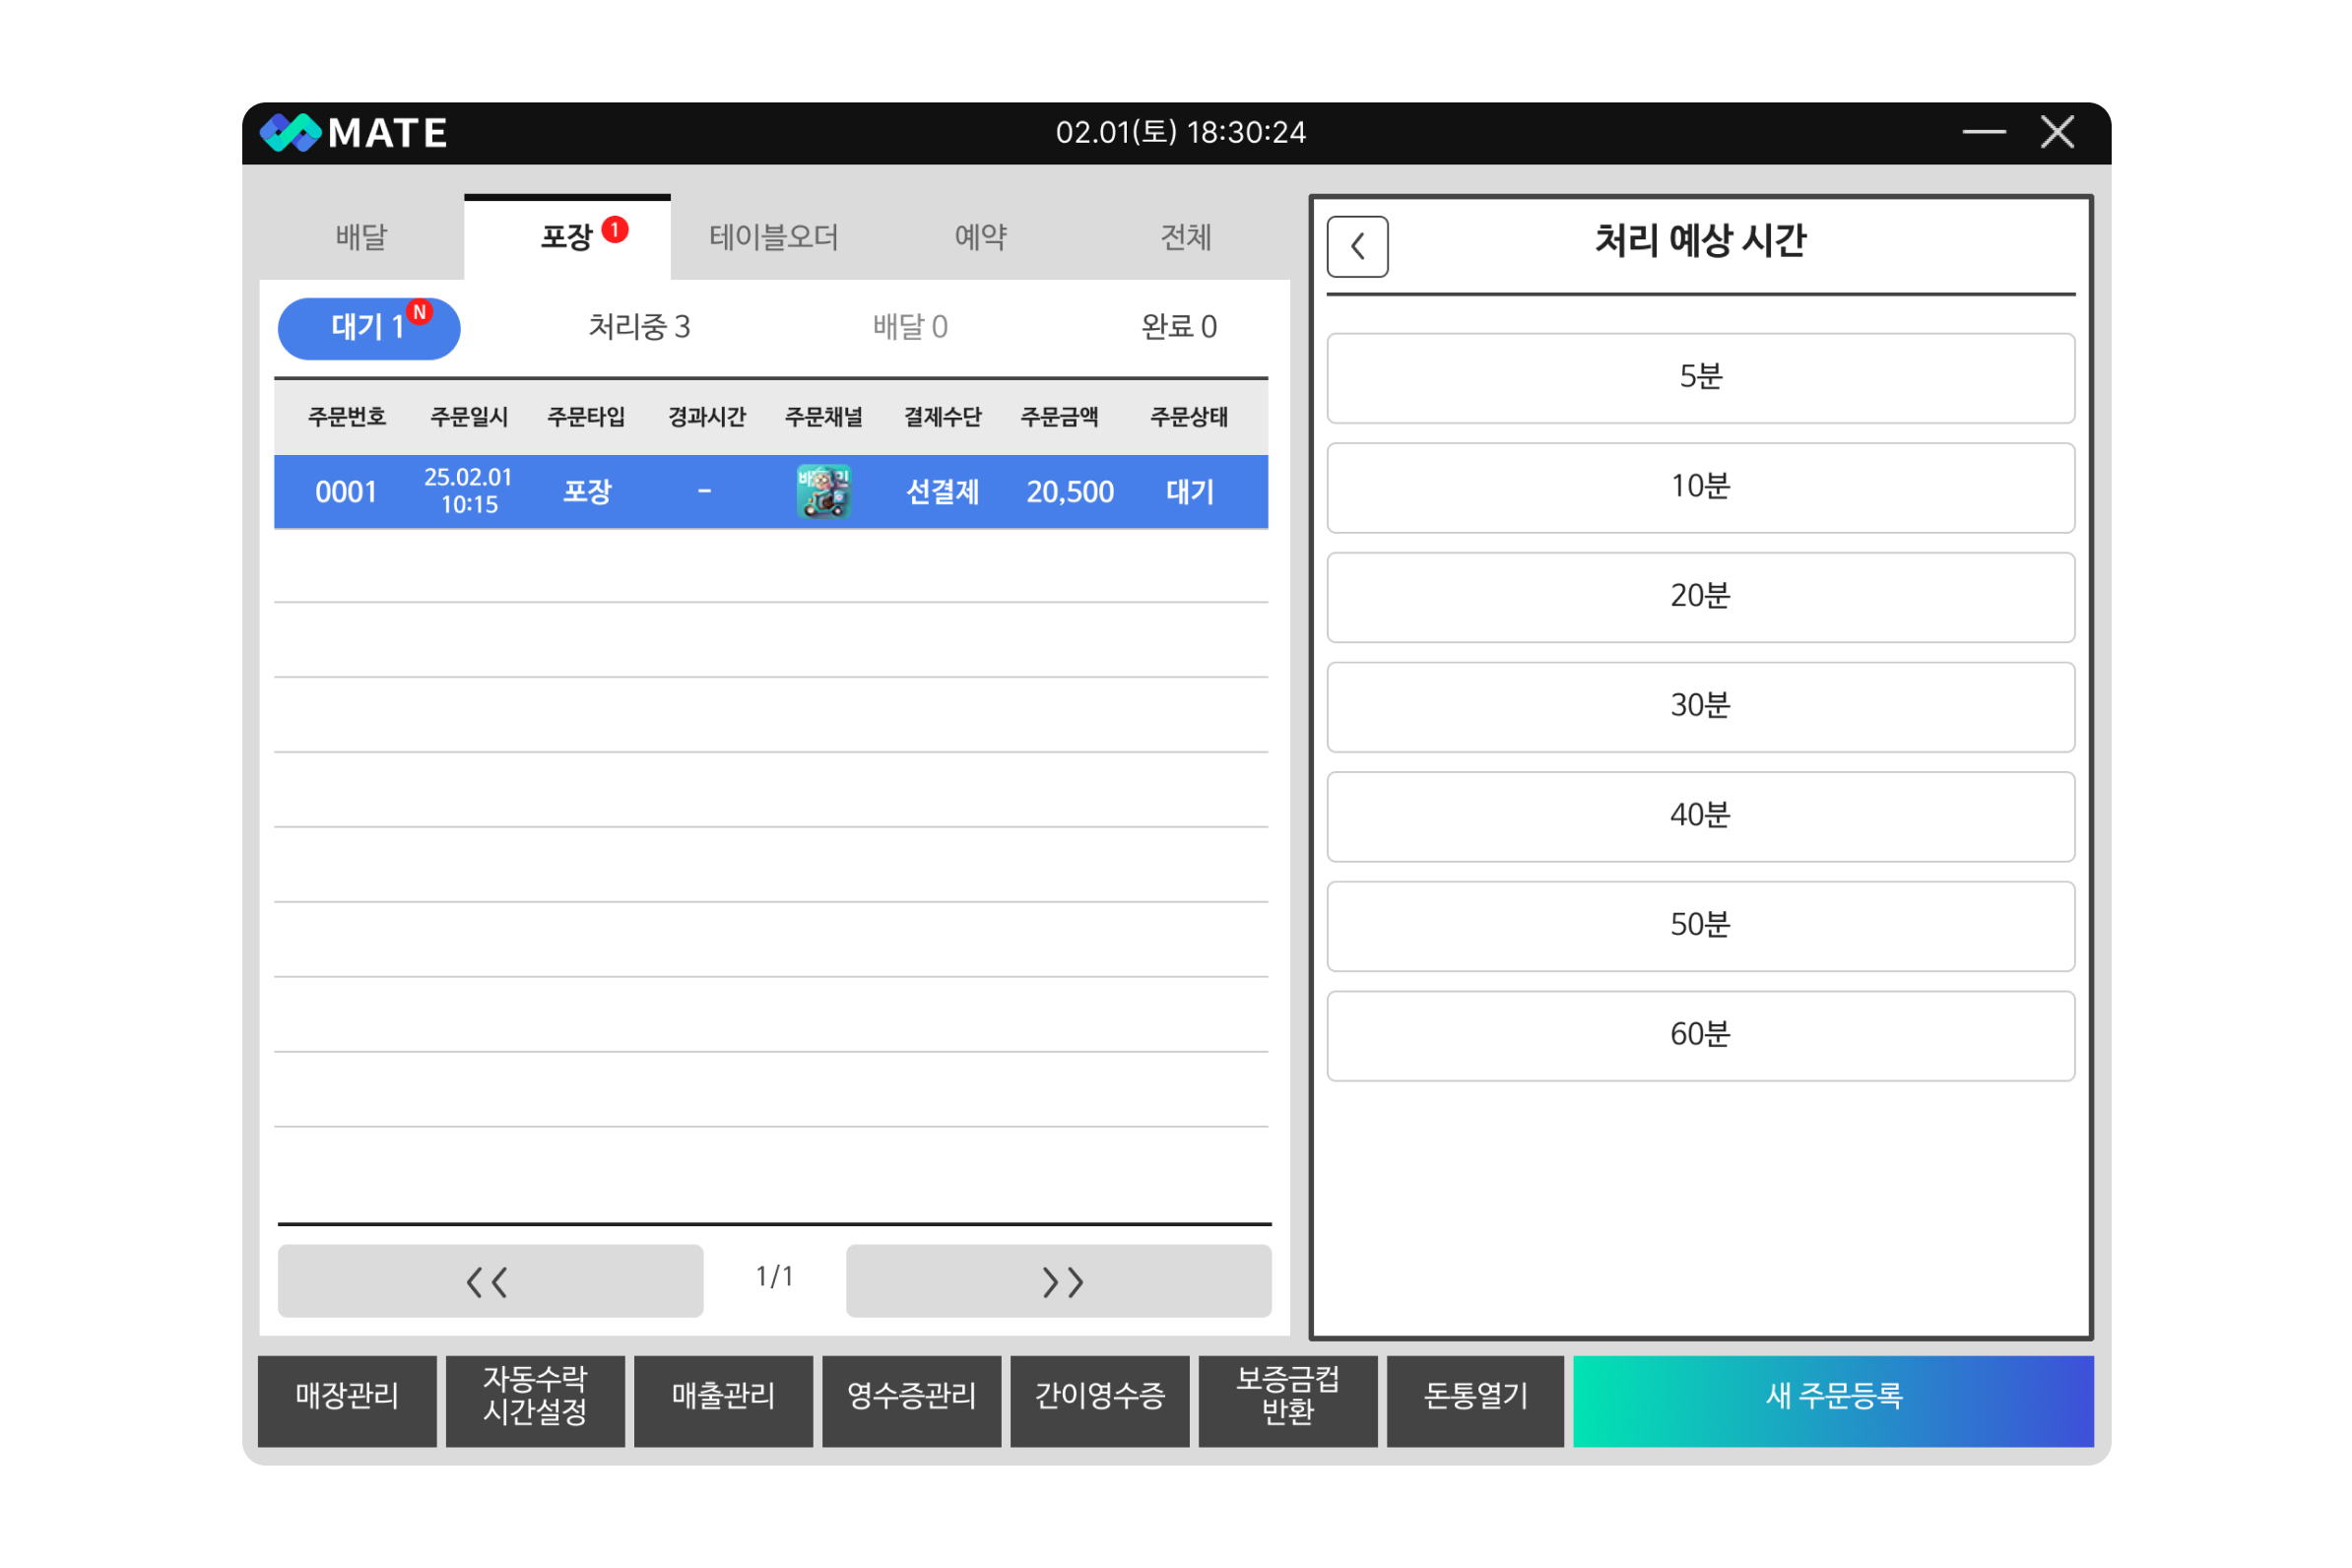 MATE
02.01(토) 18:30:24
배달
포장 1
테이블오더
예약
전체
대기 1 N
처리중 3
배달 0
완료 0
주문번호 주문일시 주문타입 경과시간 주문채널 결제수단 주문금액 주문상태
0001
25.02.01
10:15
포장
-
선결제
20,500
대기
1/1
처리 예상 시간
5분
10분
20분
30분
40분
50분
60분
매장관리
자동수락
시간설정
매출관리
영수증관리
간이영수증
보증금컵
반환
돈통열기
새 주문등록